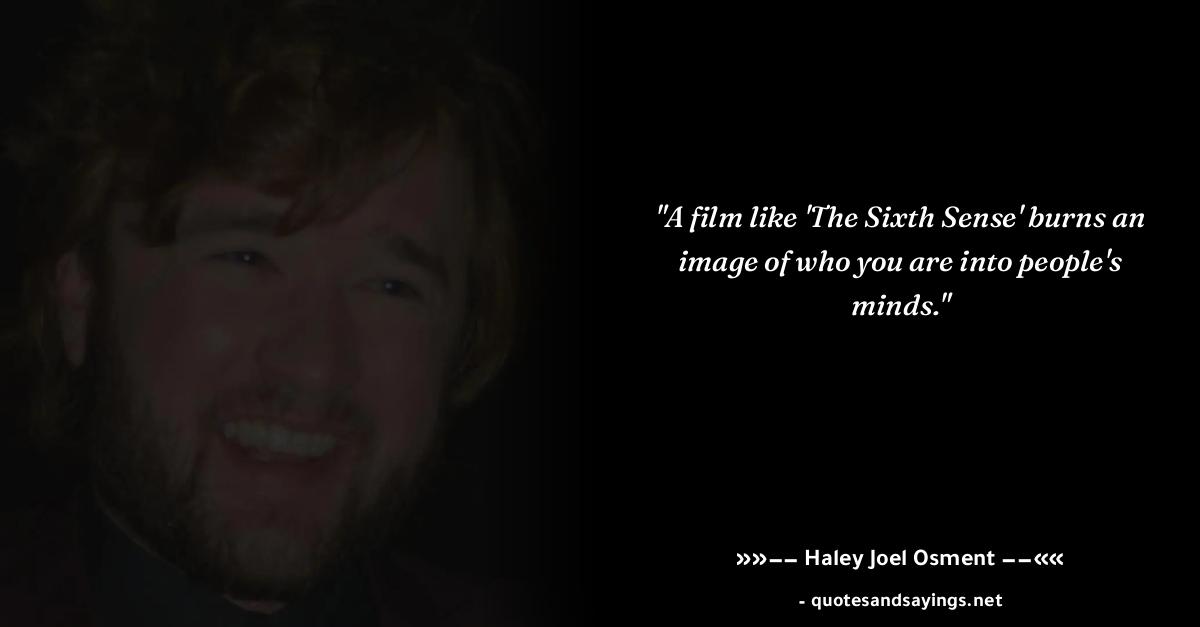 "A film like 'The Sixth Sense' burns an
image of who you are into people's
minds."
»»–– Haley Joel Osment ––««
- quotesandsayings.net